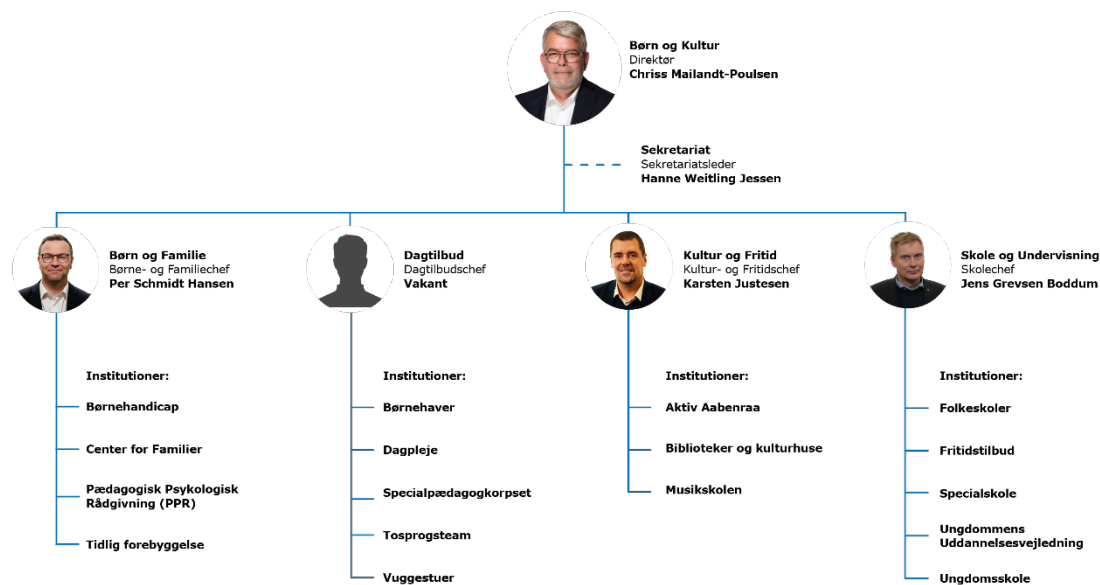 Børn og Kultur
Direktør
Chriss Mailandt-Poulsen
Sekretariat
Sekretariatsleder
Hanne Weitling Jessen
Børn og Familie
Børne- og Familiechef
Per Schmidt Hansen
Dagtilbud
Dagtilbudschef
Vakant
Kultur og Fritid
Kultur- og Fritidschef
Karsten Justesen
Skole og Undervisning
Skolechef
Jens Grevsen Boddum
Institutioner:
Børnehandicap
Center for Familier
Pædagogisk Psykologisk
Rådgivning (PPR)
Tidlig forebyggelse
Institutioner:
Børnehaver
Dagpleje
Specialpædagogkorpset
Tosprogsteam
Vuggestuer
Institutioner:
Aktiv Aabenraa
Biblioteker og kulturhuse
Musikskolen
Institutioner:
Folkeskoler
Fritidstilbud
Specialskole
Ungdommens
Uddannelsesvejledning
Ungdomsskole